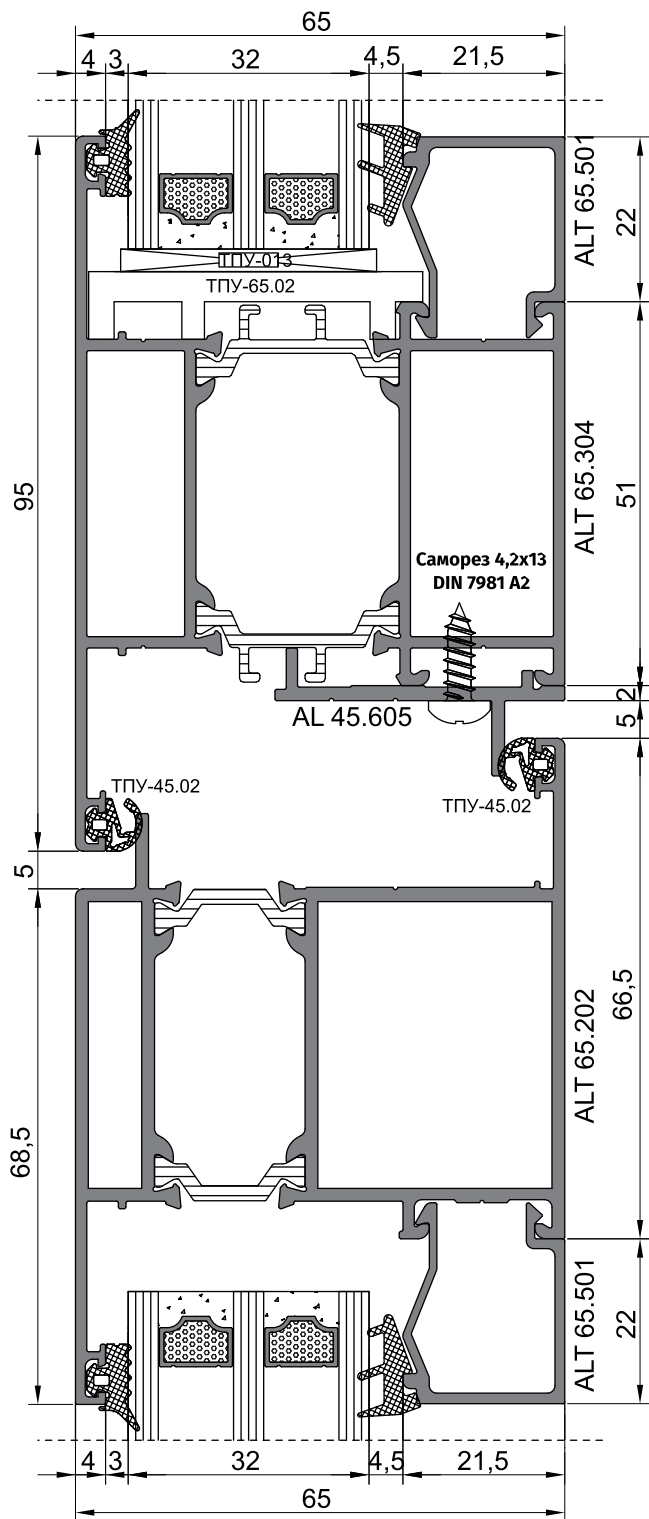 65
4 3 32 4,5 21,5
ALT 65.501
22
ТПУ-013
ТПУ-65.02
95
ALT 65.304
51
Саморез 4,2х13
DIN 7981 A2
2
AL 45.605
5
ТПУ-45.02
ТПУ-45.02
5
ALT 65.202
66,5
68,5
ALT 65.501
22
4 3 32 4,5 21,5
65